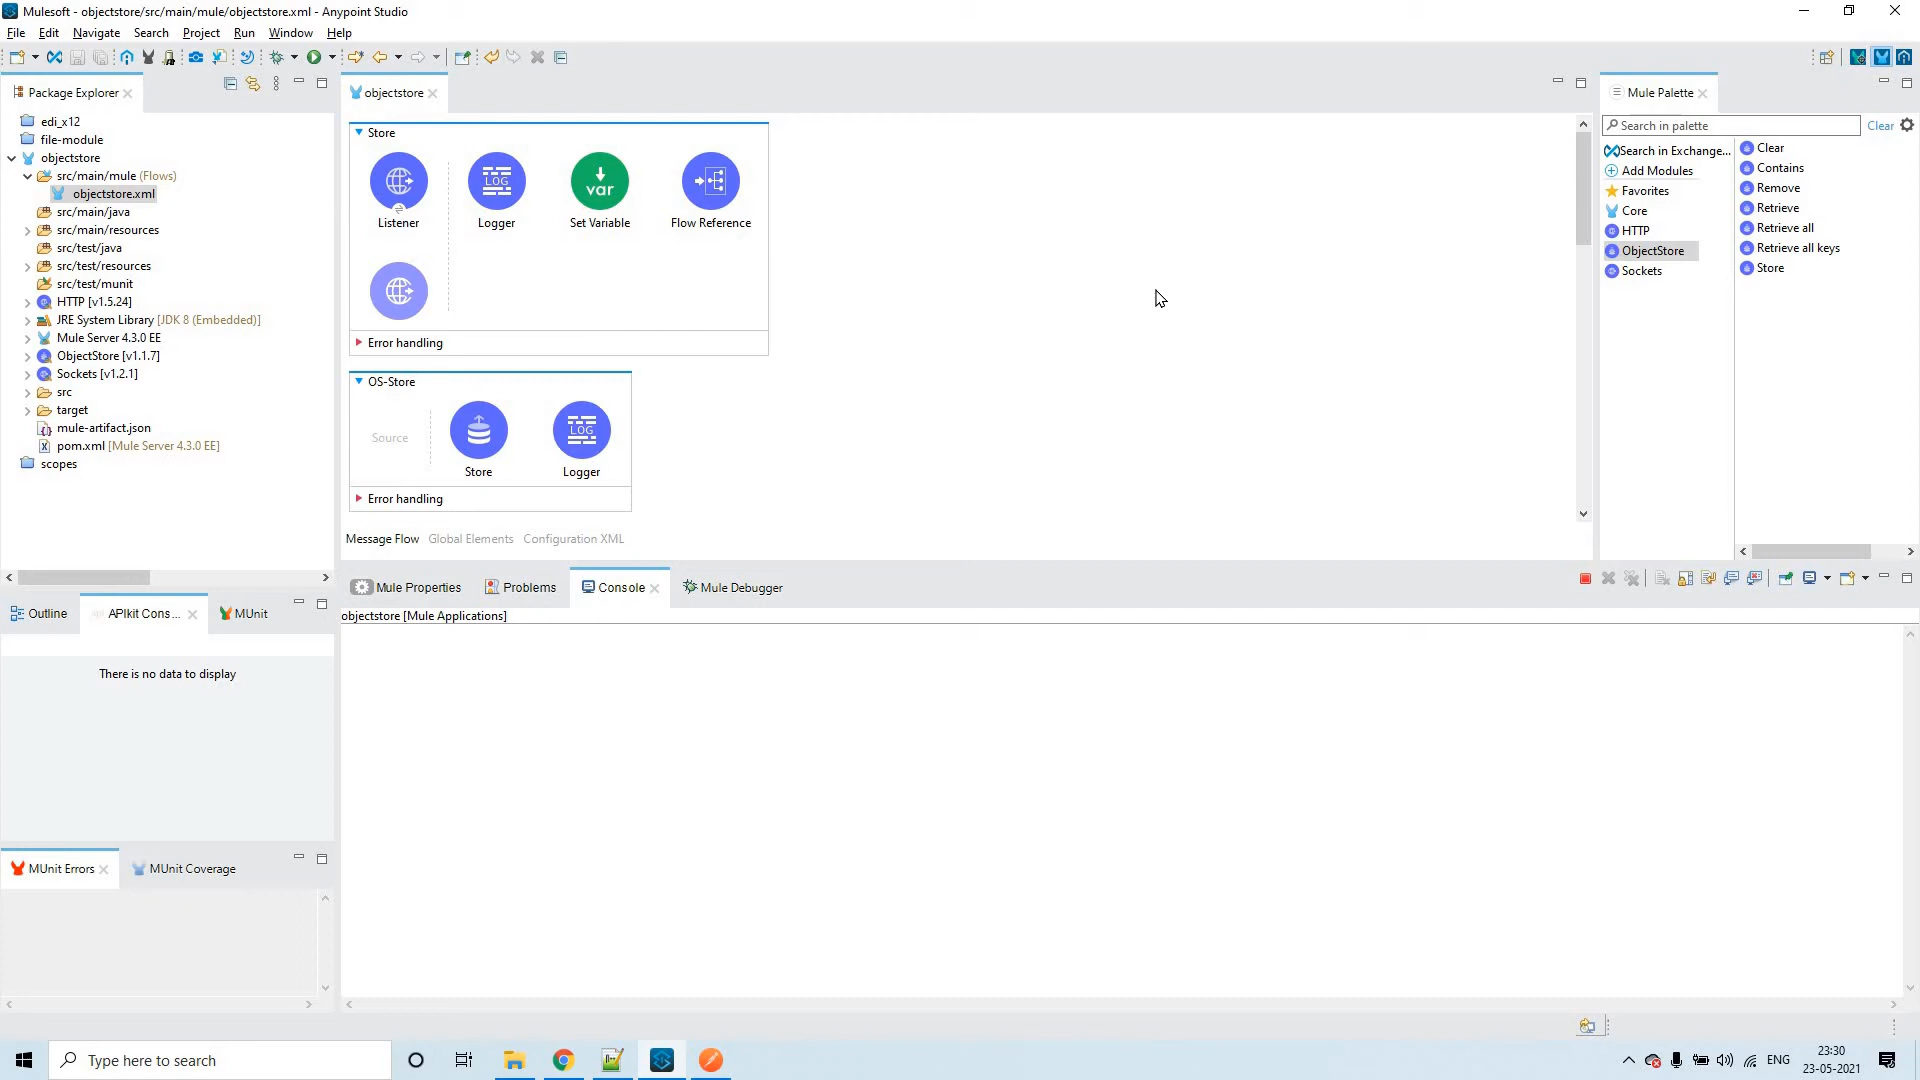 Mulesoft - objectstore/src/main/mule/objectstore.xml - Anypoint Studio
File Edit Navigate Search Project Run Window Help
Package Explorer
edi_x12
file-module
objectstore
src/main/mule (Flows)
objectstore.xml
src/main/java
src/main/resources
src/test/java
src/test/resources
src/test/munit
HTTP [v1.5.24]
JRE System Library [JDK 8 (Embedded)]
Mule Server 4.3.0 EE
ObjectStore [v1.1.7]
Sockets [v1.2.1]
src
target
mule-artifact.json
pom.xml [Mule Server 4.3.0 EE]
scopes
objectstore
Store
LOG
var
Listener Logger Set Variable Flow Reference
Error handling
OS-Store
Source
LOG
Store Logger
Error handling
Message Flow Global Elements Configuration XML
Mule Palette
Search in palette Clear
Search in Exchange...
Add Modules
Favorites
Core
HTTP
ObjectStore
Sockets
Clear
Contains
Remove
Retrieve
Retrieve all
Retrieve all keys
Store
Outline APIkit Cons... MUnit
There is no data to display
MUnit Errors MUnit Coverage
Mule Properties Problems Console Mule Debugger
objectstore [Mule Applications]
Type here to search
ENG
23:30
23-05-2021